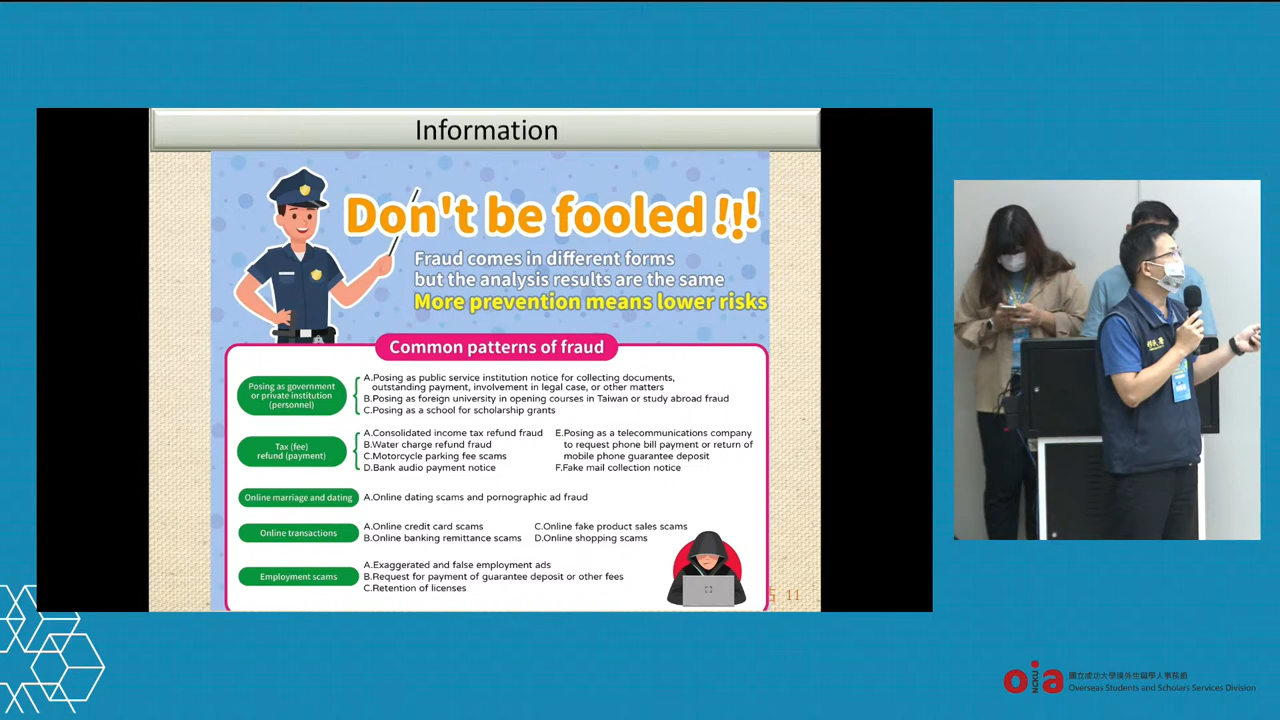 Information
Don't be fooled!!!
Fraud comes in different forms
but the analysis results are the same
More prevention means lower risks
Common patterns of fraud
Posing as government
or private institution
(personnel)
A.Posing as public service institution notice for collecting documents,
outstanding payment, involvement in legal case, or other matters
B.Posing as foreign university in opening courses in Taiwan or study abroad fraud
C.Posing as a school for scholarship grants
Tax (fee)
refund (payment)
A.Consolidated income tax refund fraud
B.Water charge refund fraud
C.Motorcycle parking fee scams
D.Bank audio payment notice
E.Posing as a telecommunications company
to request phone bill payment or return of
mobile phone guarantee deposit
F.Fake mail collection notice
Online marriage and dating
A.Online dating scams and pornographic ad fraud
Online transactions
A.Online credit card scams
B.Online banking remittance scams
C.Online fake product sales scams
D.Online shopping scams
Employment scams
A.Exaggerated and false employment ads
B.Request for payment of guarantee deposit or other fees
C.Retention of licenses
11
移民署
NCKU
oia
國立成功大學境外生與學人事務組
Overseas Students and Scholars Services Division